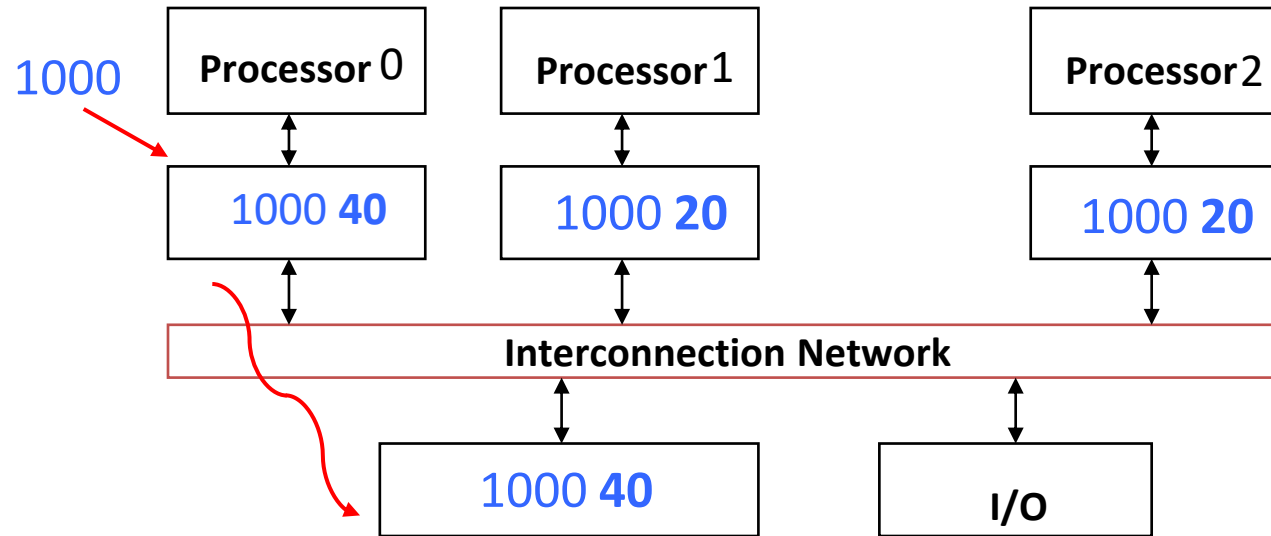 Processor 0
Processor 1
Processor 2
1000
1000 40
1000 20
1000 20
Interconnection Network
1000 40
I/O